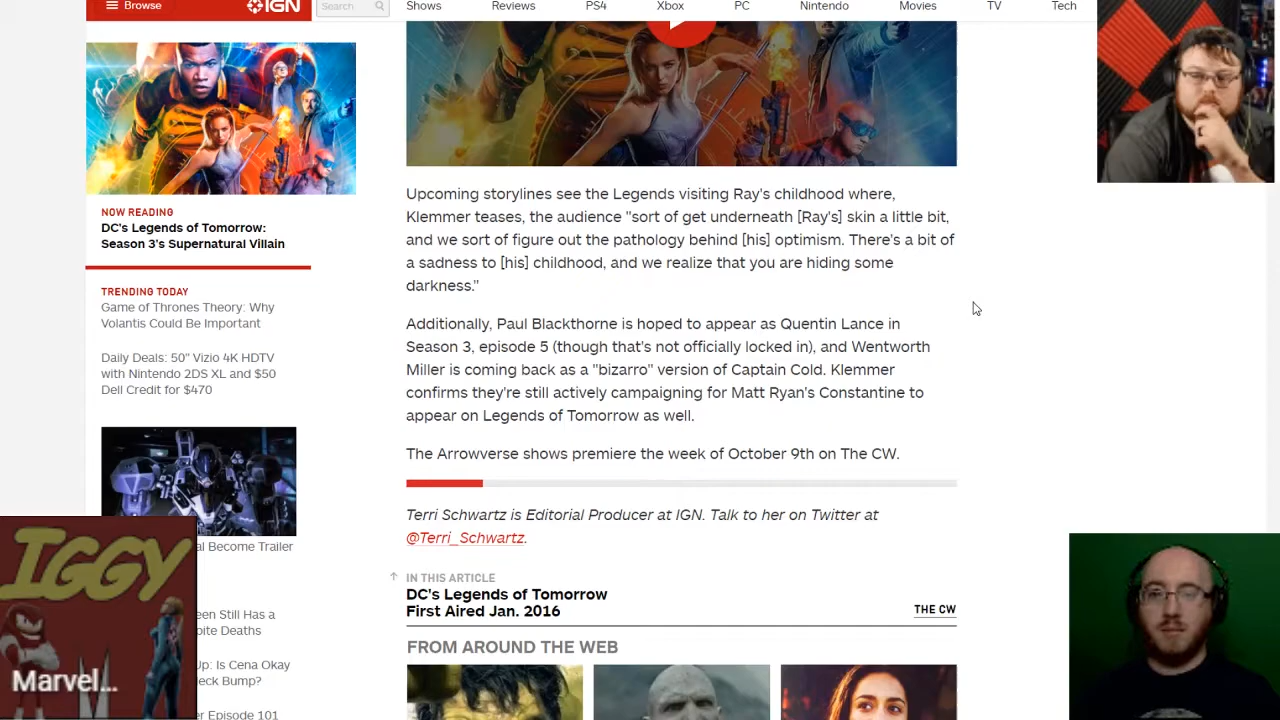 Browse
IGN
Search
Shows
Reviews
PS4
Xbox
PC
Nintendo
Movies
TV
Tech
NOW READING
DC's Legends of Tomorrow:
Season 3's Supernatural Villain
TRENDING TODAY
Game of Thrones Theory: Why
Volantis Could Be Important
Daily Deals: 50" Vizio 4K HDTV
with Nintendo 2DS XL and $50
Dell Credit for $470
al Become Trailer
een Still Has a
Deaths
Up: Is Cena Okay
Bump?
Episode 101
IGGY
Marvel...
Upcoming storylines see the Legends visiting Ray's childhood where,
Klemmer teases, the audience "sort of get underneath [Ray's] skin a little bit,
and we sort of figure out the pathology behind [his] optimism. There's a bit of
a sadness to [his] childhood, and we realize that you are hiding some
darkness."
Additionally, Paul Blackthorne is hoped to appear as Quentin Lance in
Season 3, episode 5 (though that's not officially locked in), and Wentworth
Miller is coming back as a "bizarro" version of Captain Cold. Klemmer
confirms they're still actively campaigning for Matt Ryan's Constantine to
appear on Legends of Tomorrow as well.
The Arrowverse shows premiere the week of October 9th on The CW.
Terri Schwartz is Editorial Producer at IGN. Talk to her on Twitter at
@Terri_Schwartz.
IN THIS ARTICLE
DC's Legends of Tomorrow
First Aired Jan. 2016
THE CW
FROM AROUND THE WEB